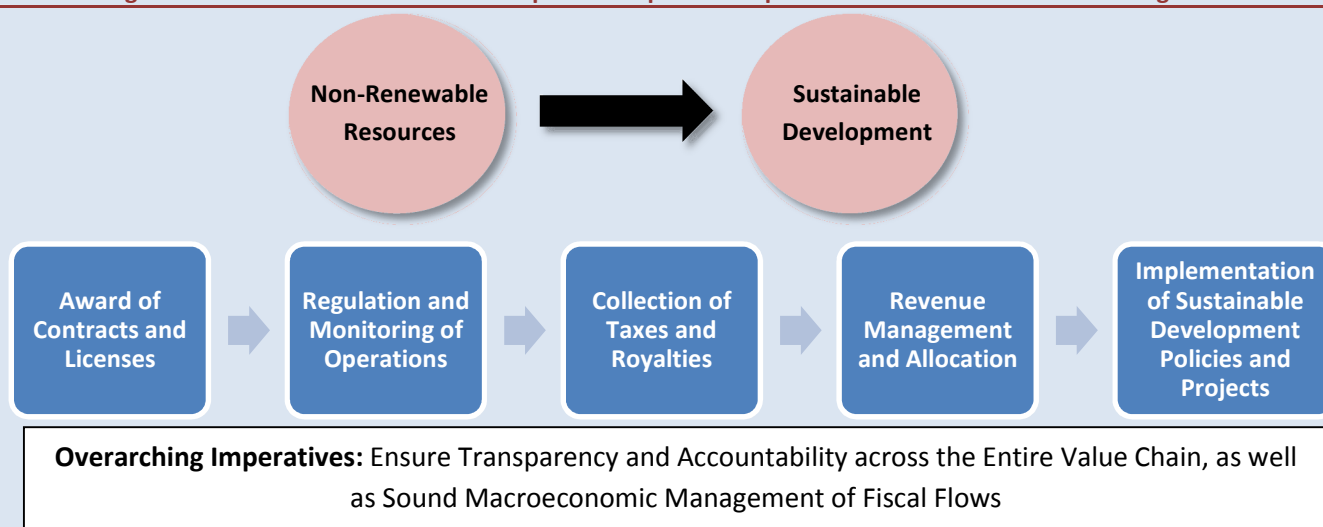 Non-Renewable
Resources
Sustainable
Development
Award of
Contracts and
Licenses
Regulation and
Monitoring of
Operations
Collection of
Taxes and
Royalties
Revenue
Management
and Allocation
Implementation
of Sustainable
Development
Policies and
Projects
Overarching Imperatives: Ensure Transparency and Accountability across the Entire Value Chain, as well
as Sound Macroeconomic Management of Fiscal Flows